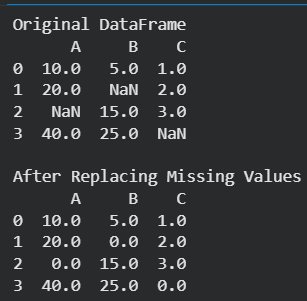 Original DataFrame
      A     B    C
0  10.0   5.0  1.0
1  20.0   NaN  2.0
2   NaN  15.0  3.0
3  40.0  25.0  NaN

After Replacing Missing Values
      A     B    C
0  10.0   5.0  1.0
1  20.0   0.0  2.0
2   0.0  15.0  3.0
3  40.0  25.0  0.0